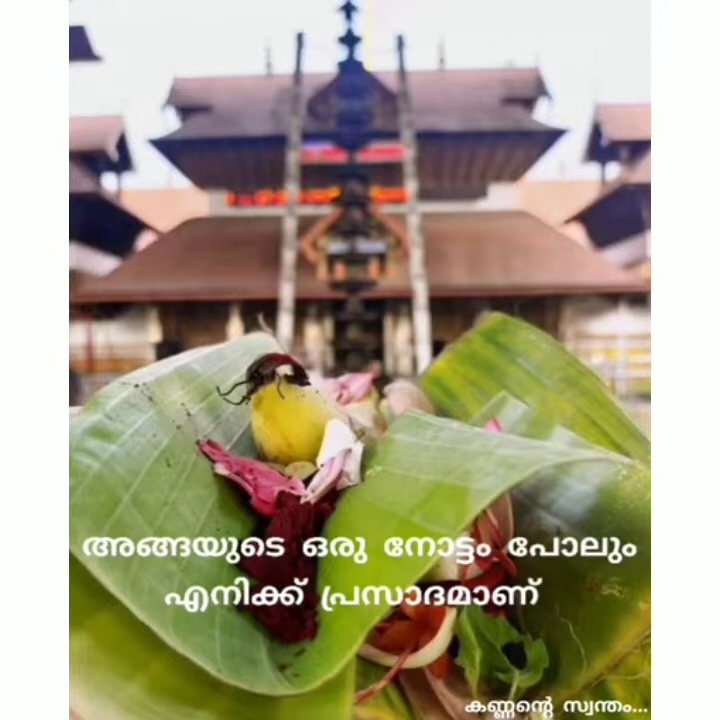 അങ്ങയുടെ ഒരു നോട്ടം പോലും
എനിക്ക് പ്രസാദമാണ്
കണ്ണന്റെ സ്വന്തം...